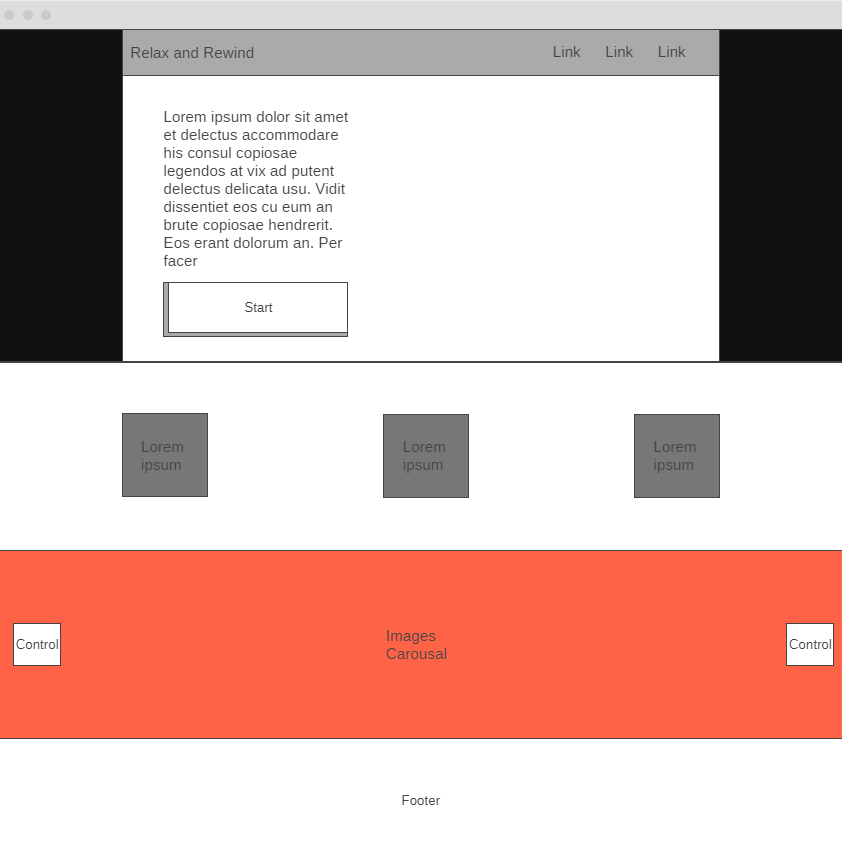 Relax and Rewind
Link Link Link
Lorem ipsum dolor sit amet
et delectus accommodare
his consul copiosae
legendos at vix ad putent
delectus delicata usu. Vidit
dissentiet eos cu eum an
brute copiosae hendrerit.
Eos erant dolorum an. Per
facer
Start
Lorem
ipsum
Lorem
ipsum
Lorem
ipsum
Control
Images
Carousal
Control
Footer